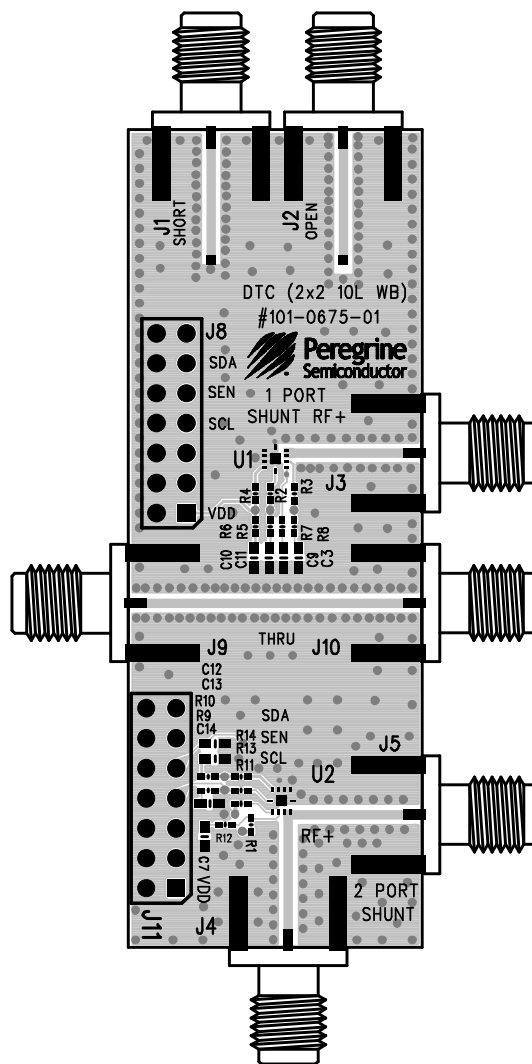 J1
SHORT
J2
OPEN
DTC (2x2 10L WB)
#101-0675-01
J8
Peregrine
Semiconductor
SDA
SEN
1 PORT
SCL
SHUNT RF+
U1
J3
R4
R2
R3
VDD
R6
R5
R7
R8
C10
C11
C9
C3
J9
THRU
J10
C12
C13
R10
R9
SDA
C14
R14
SEN
R13
SCL
J5
R11
U2
RF+
R12
R1
C7
VDD
2 PORT
SHUNT
J11
J4